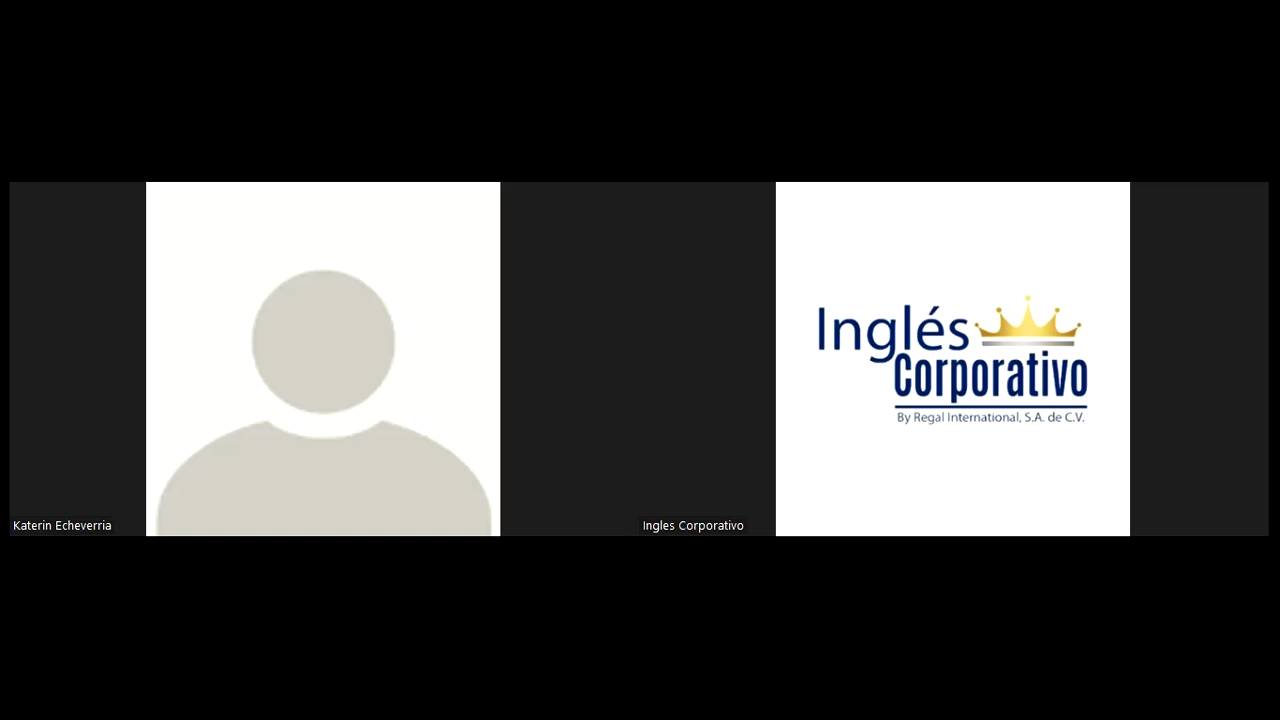 Inglés
Corporativo
By Regal International, S.A. de C.V.
Katerin Echeverria
Ingles Corporativo